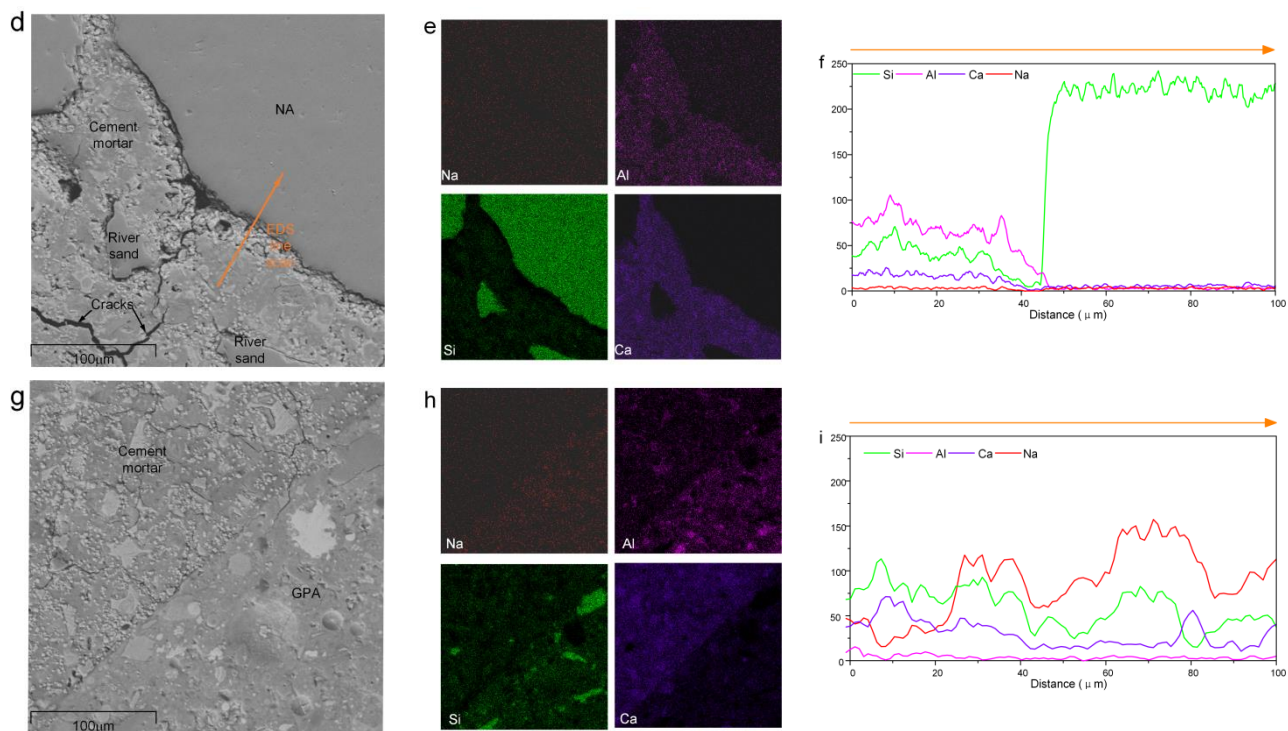 d
NA
Cement
mortar
River
sand
EDS
line
scan
Cracks
River
sand
100μm
e
Na
Al
Si
Ca
f
Si Al Ca Na
250
200
150
100
50
0
0 20 40 60 80 100
Distance ( μ m)
g
Cement
mortar
GPA
100μm
h
Na
Al
Si
Ca
i
Si Al Ca Na
250
200
150
100
50
0
0 20 40 60 80 100
Distance ( μ m)